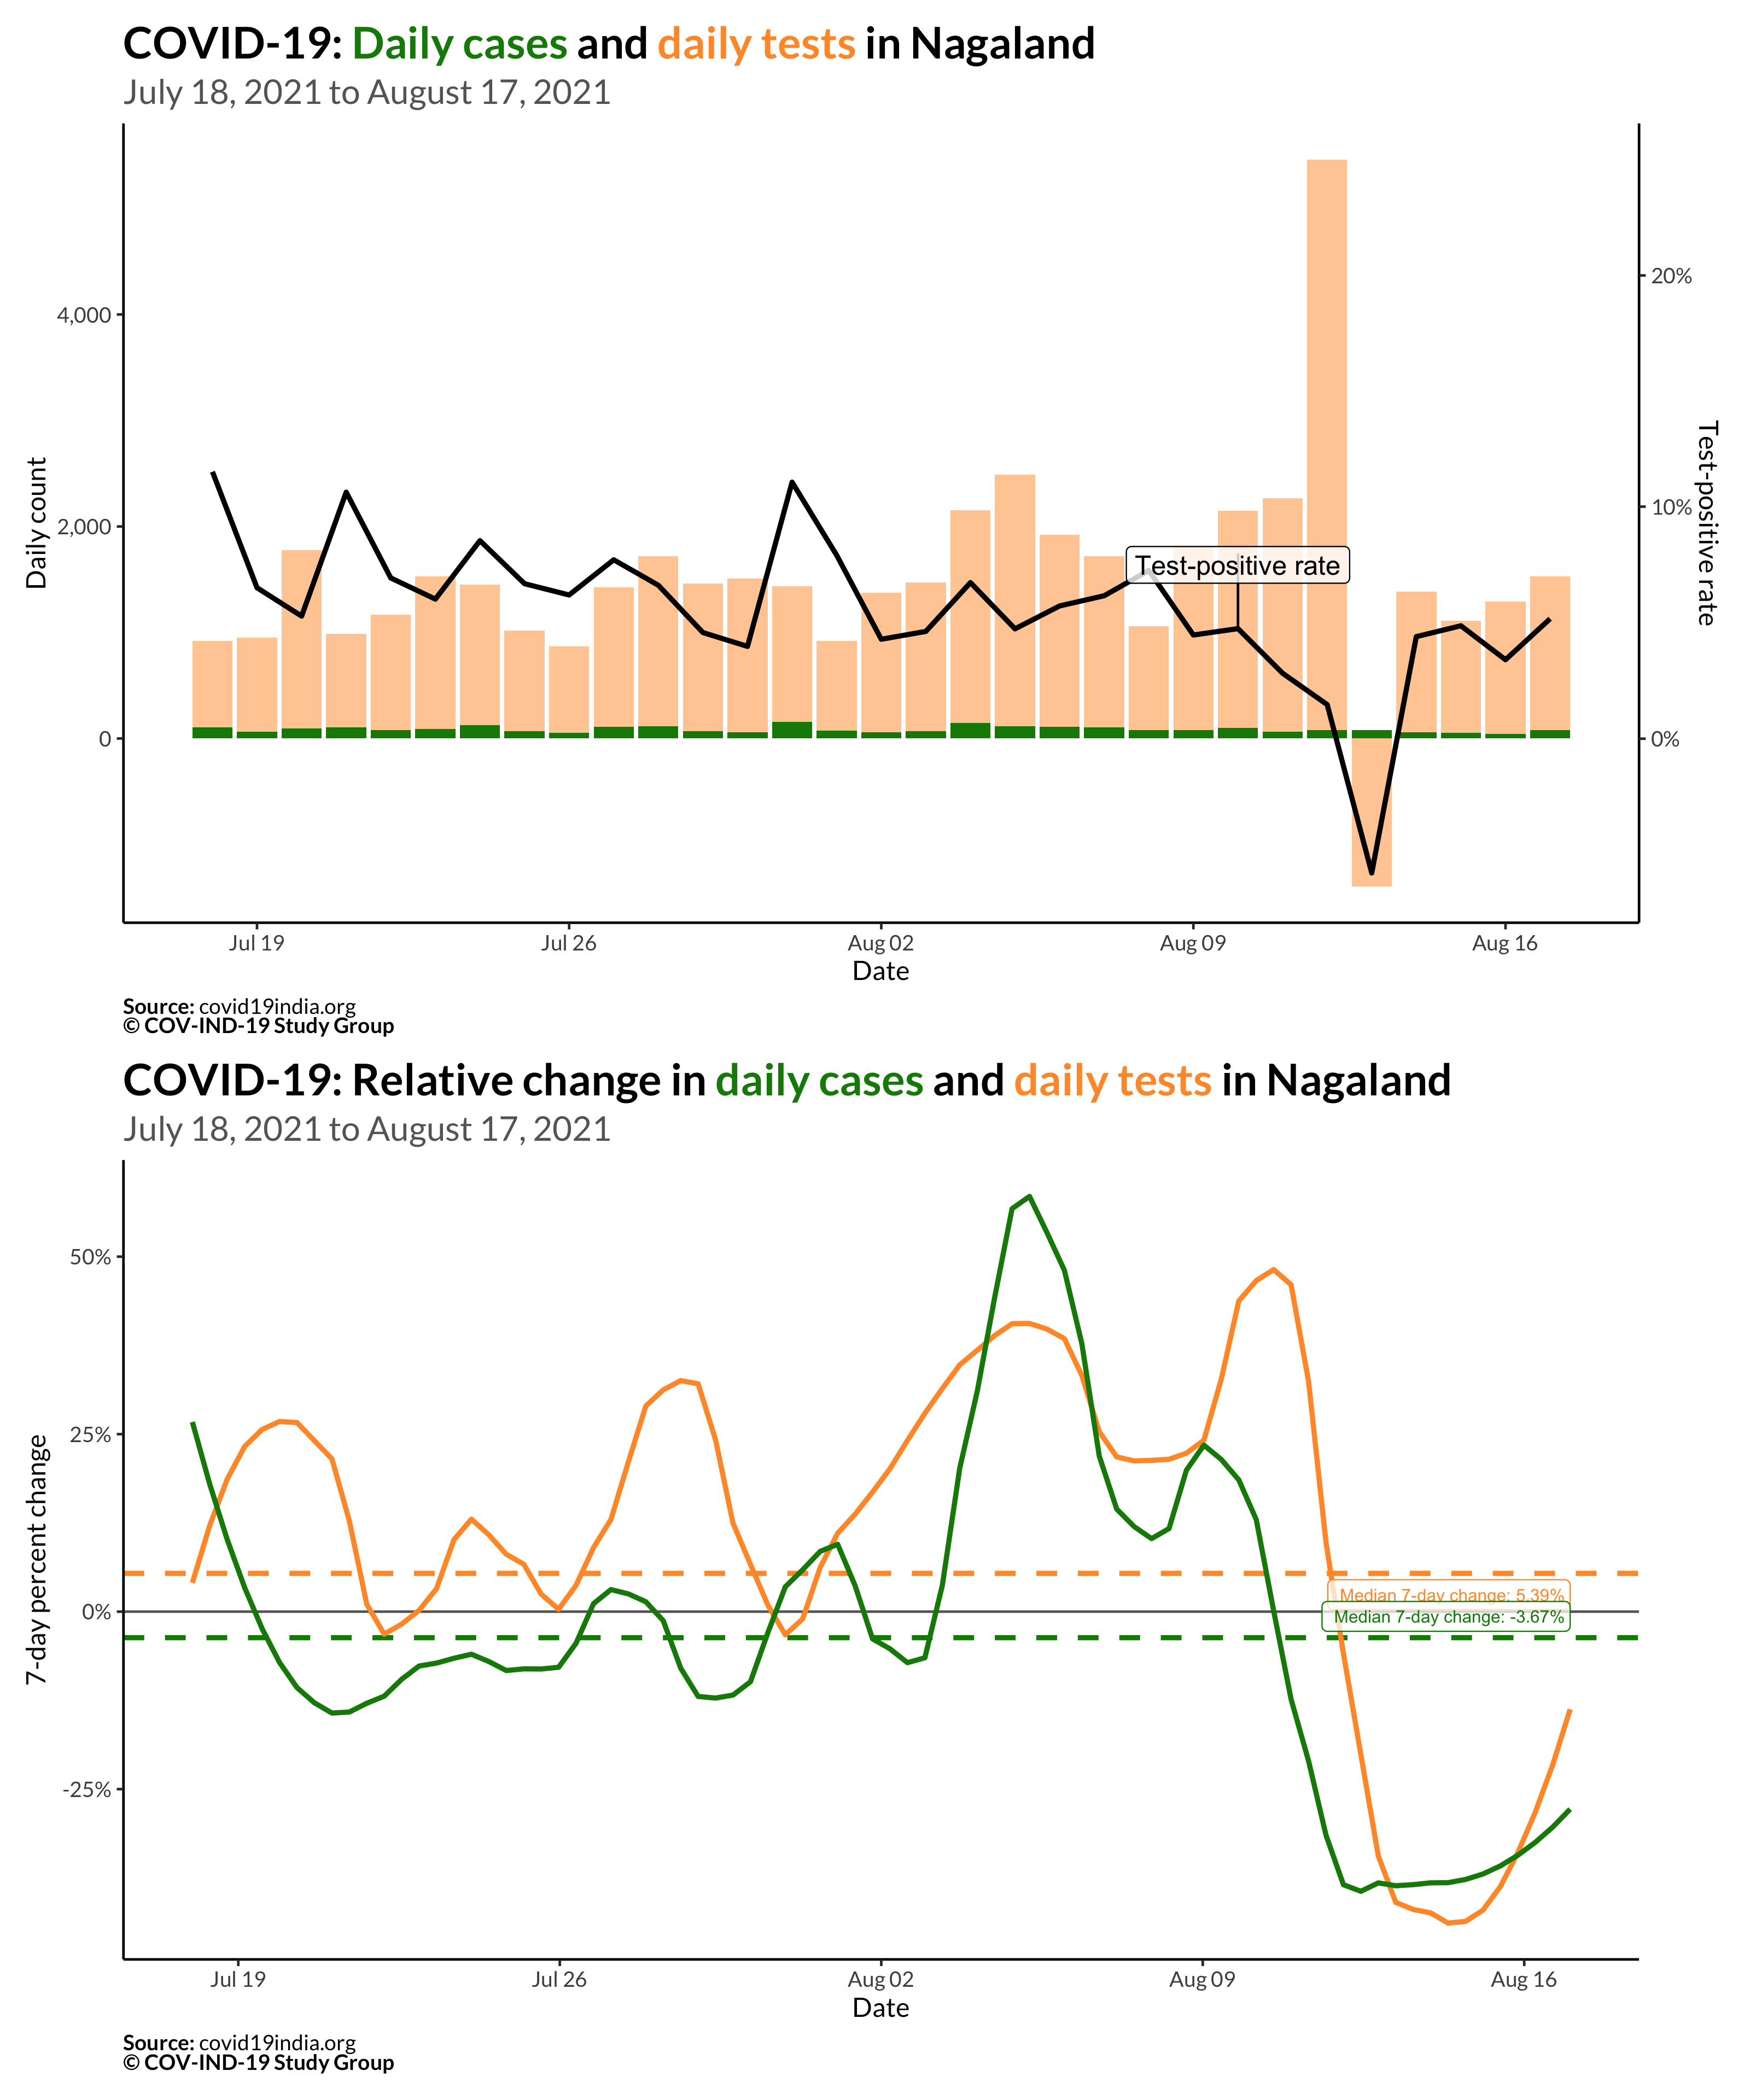 COVID-19: Daily cases and daily tests in Nagaland
July 18, 2021 to August 17, 2021
Daily count
4,000
2,000
0
20%
10%
0%
Test-positive rate
Test-positive rate
Jul 19
Jul 26
Aug 02
Aug 09
Aug 16
Date
Source: covid19india.org
© COV-IND-19 Study Group
COVID-19: Relative change in daily cases and daily tests in Nagaland
July 18, 2021 to August 17, 2021
7-day percent change
50%
25%
0%
-25%
Median 7-day change: 5.39%
Median 7-day change: -3.67%
Jul 19
Jul 26
Aug 02
Aug 09
Aug 16
Date
Source: covid19india.org
© COV-IND-19 Study Group